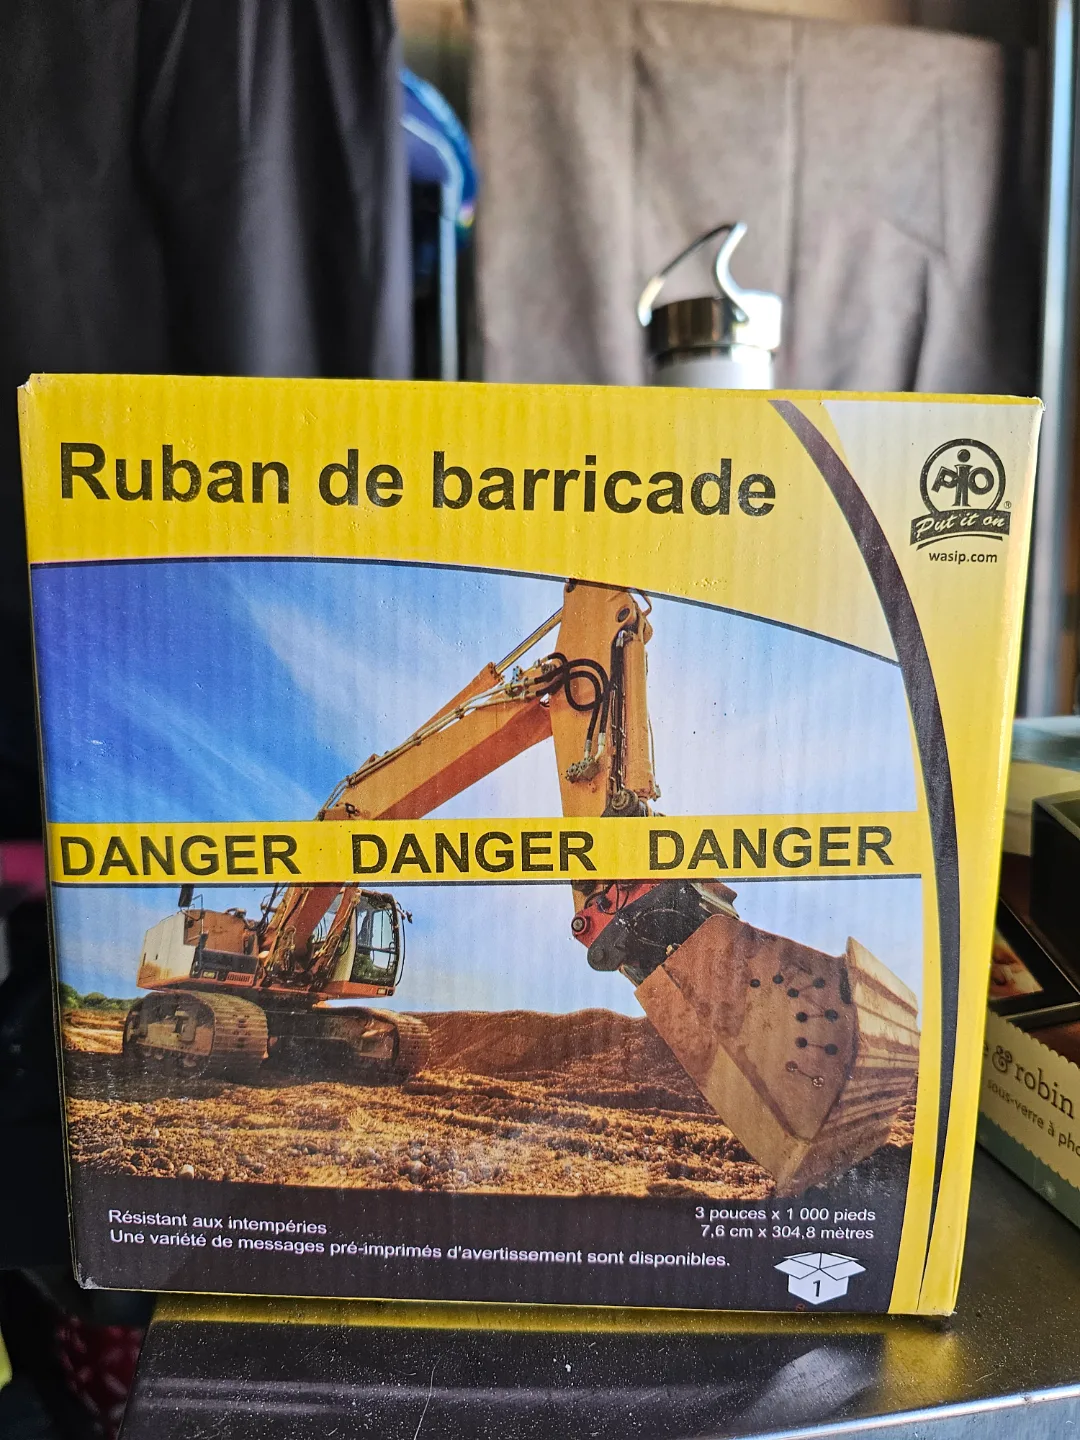 Ruban de barricade
PIO
®
Put it on
wasip.com
DANGER DANGER DANGER
Résistant aux intempéries
Une variété de messages pré-imprimés d'avertissement sont disponibles.
3 pouces x 1 000 pieds
7,6 cm x 304,8 mètres
1
& robin
sous-verre à